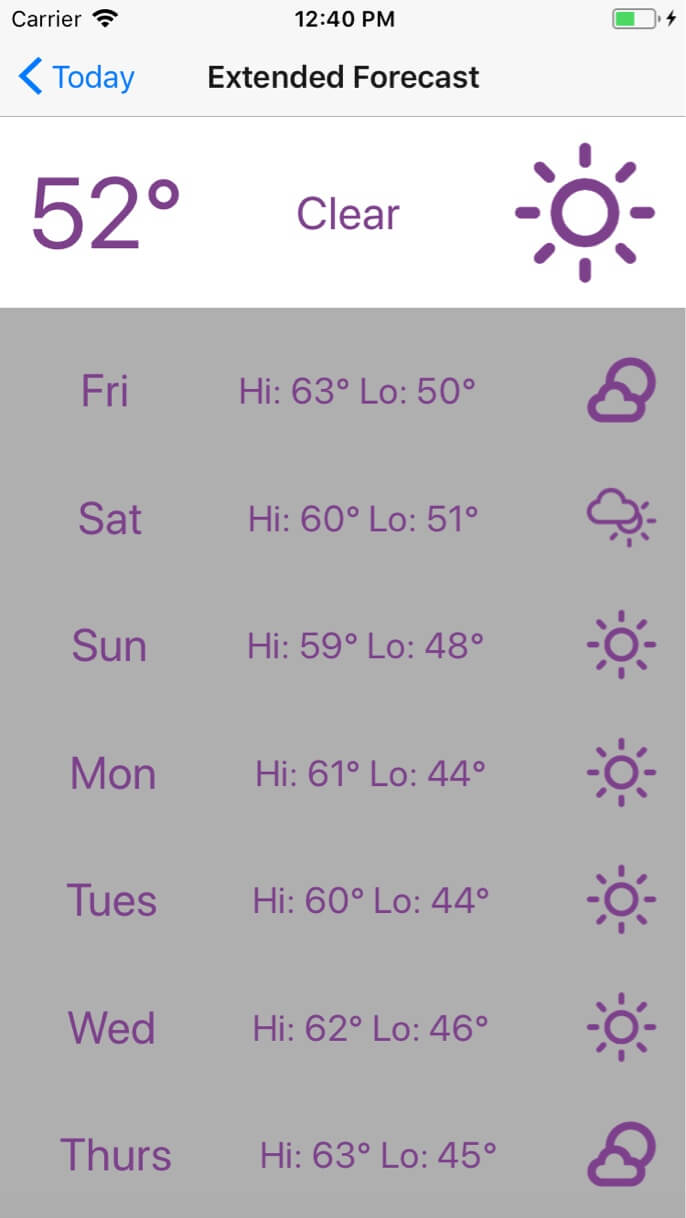 Carrier 12:40 PM
Today Extended Forecast
52° Clear
Fri Hi: 63° Lo: 50°
Sat Hi: 60° Lo: 51°
Sun Hi: 59° Lo: 48°
Mon Hi: 61° Lo: 44°
Tues Hi: 60° Lo: 44°
Wed Hi: 62° Lo: 46°
Thurs Hi: 63° Lo: 45°